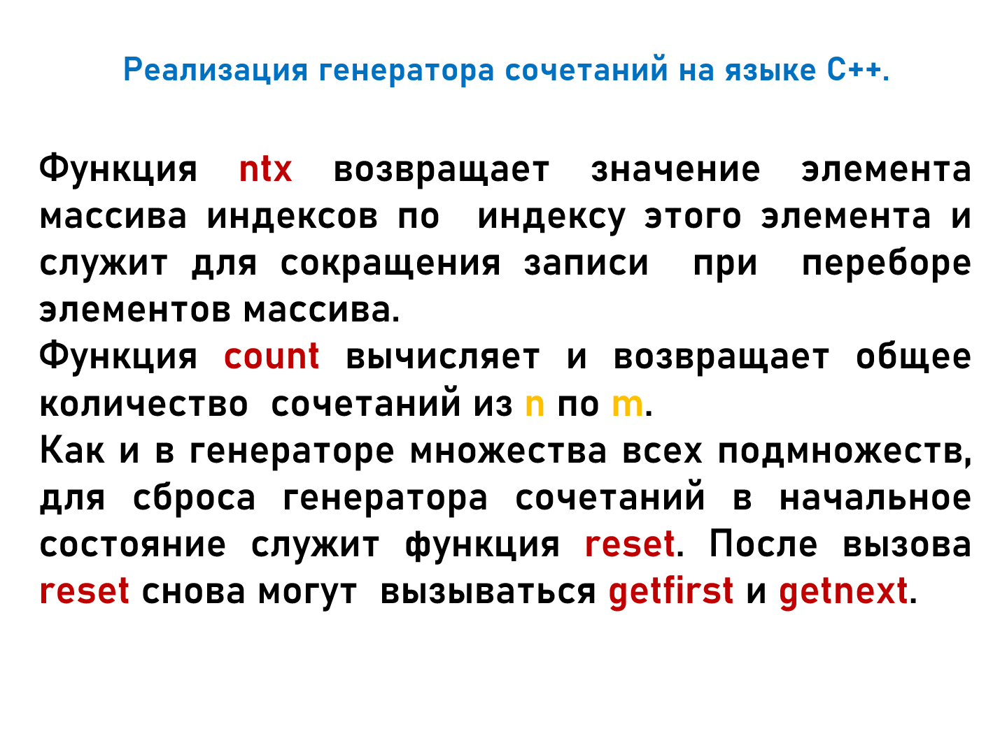 Реализация генератора сочетаний на языке C++.
Функция ntx возвращает значение элемента
массива индексов по индексу этого элемента и
служит для сокращения записи при переборе
элементов массива.
Функция count вычисляет и возвращает общее
количество сочетаний из n по m.
Как и в генераторе множества всех подмножеств,
для сброса генератора сочетаний в начальное
состояние служит функция reset. После вызова
reset снова могут вызываться getfirst и getnext.